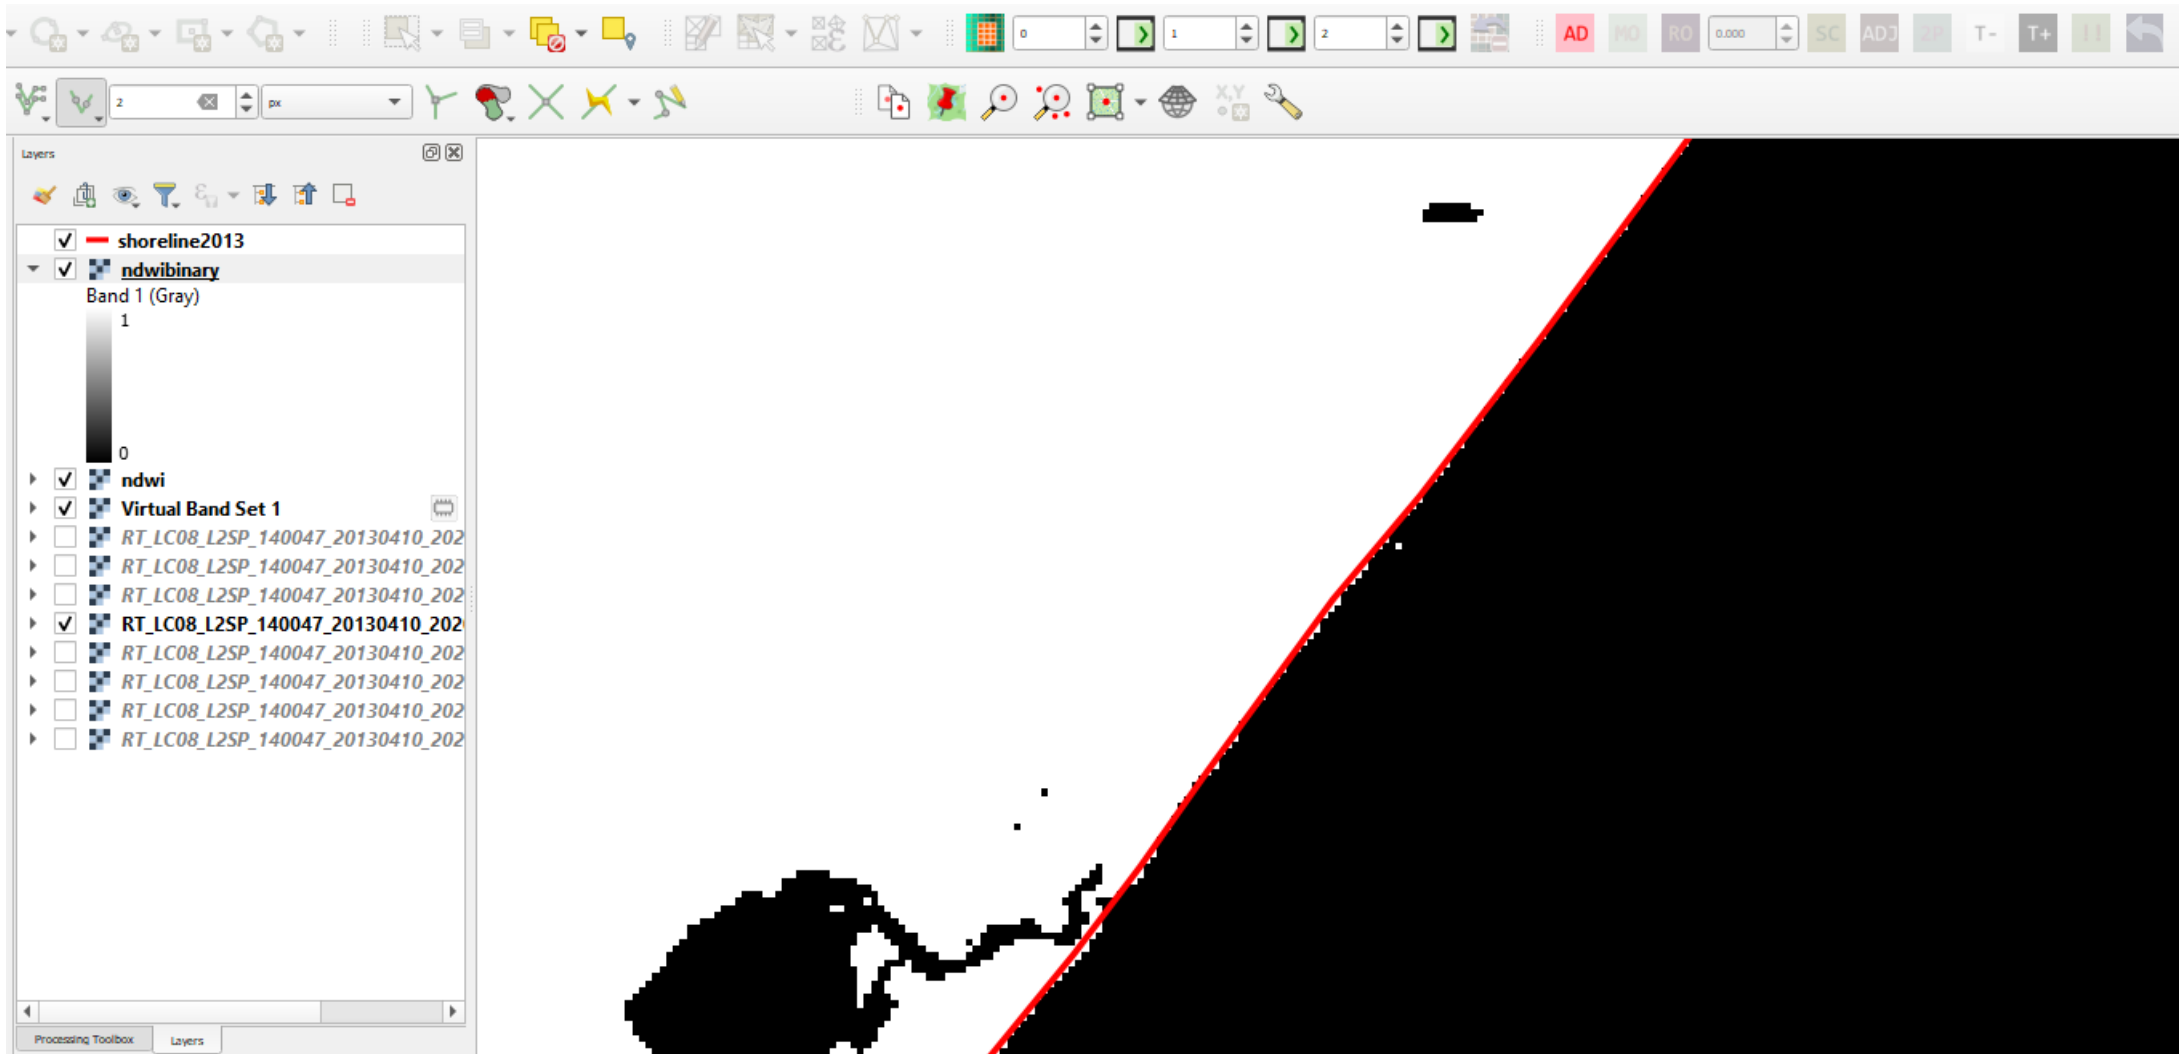 0 1 2 AD MO RO 0.000 SC ADJ 2P T- T+ !!
2 px X,Y
Layers
shoreline2013
ndwibinary
Band 1 (Gray)
1
0
ndwi
Virtual Band Set 1
RT_LC08_L2SP_140047_20130410_202
RT_LC08_L2SP_140047_20130410_202
RT_LC08_L2SP_140047_20130410_202
RT_LC08_L2SP_140047_20130410_202
RT_LC08_L2SP_140047_20130410_202
RT_LC08_L2SP_140047_20130410_202
RT_LC08_L2SP_140047_20130410_202
RT_LC08_L2SP_140047_20130410_202
Processing Toolbox Layers